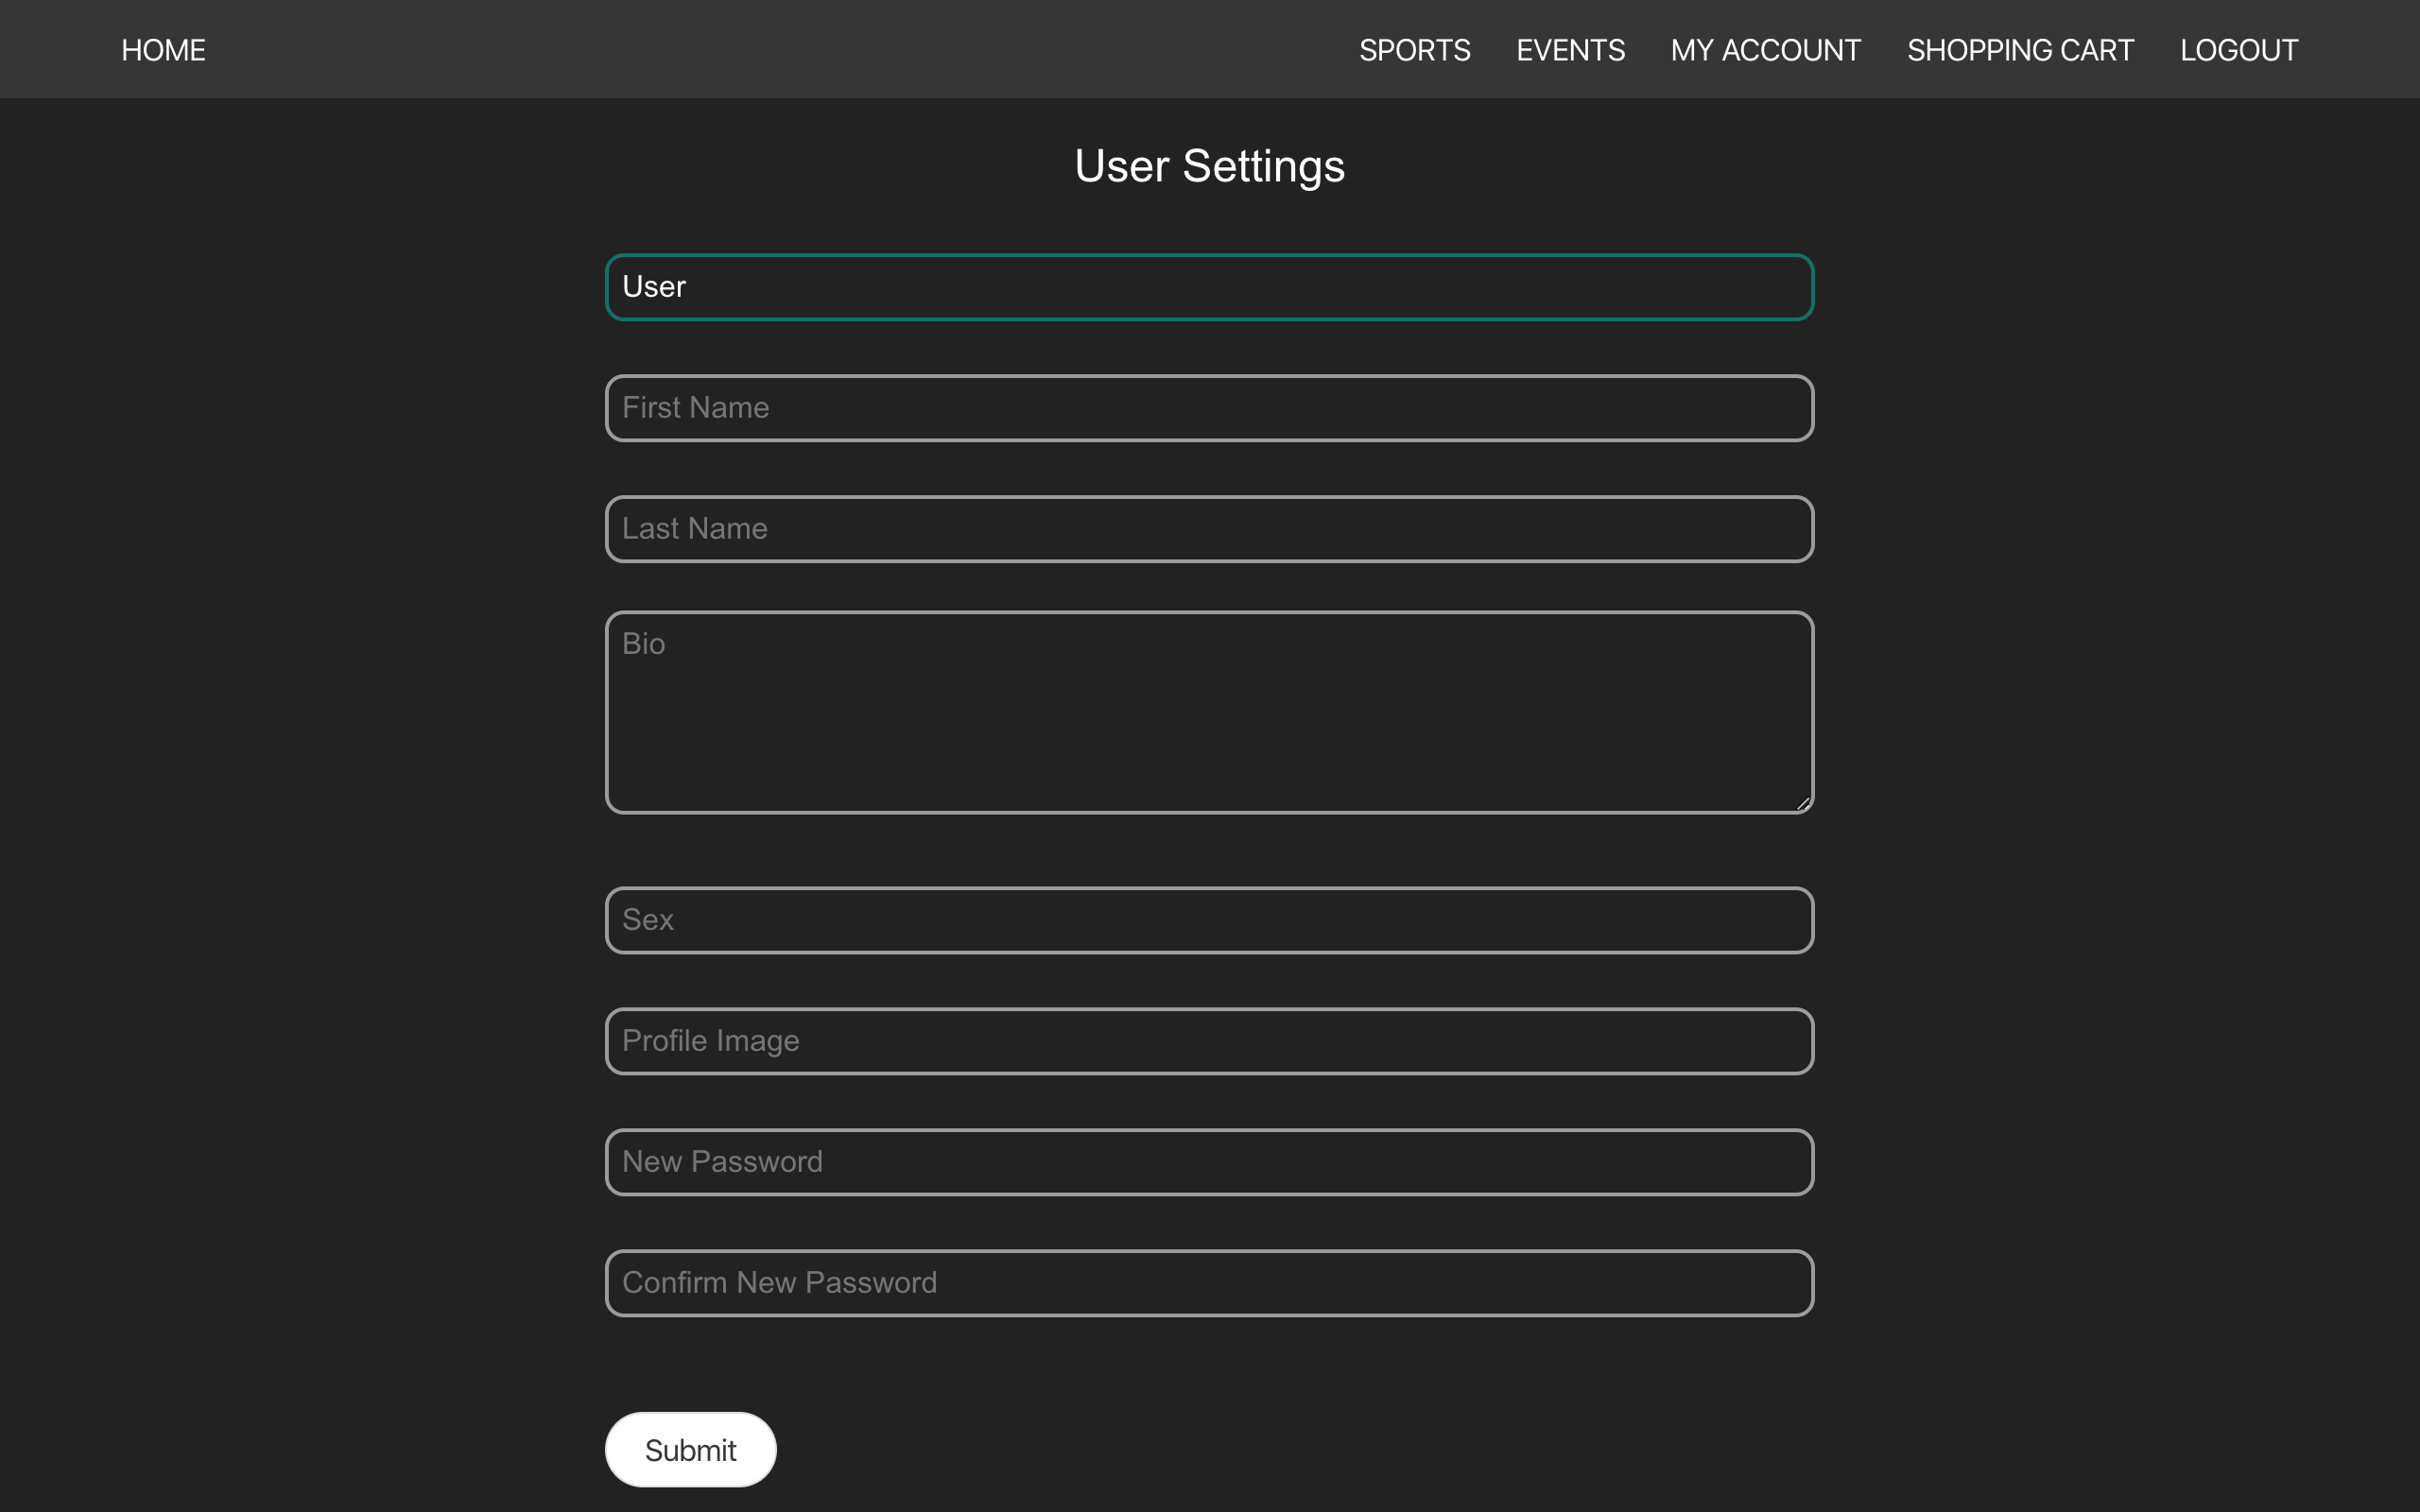 HOME SPORTS EVENTS MY ACCOUNT SHOPPING CART LOGOUT
User Settings
User
First Name
Last Name
Bio
Sex
Profile Image
New Password
Confirm New Password
Submit